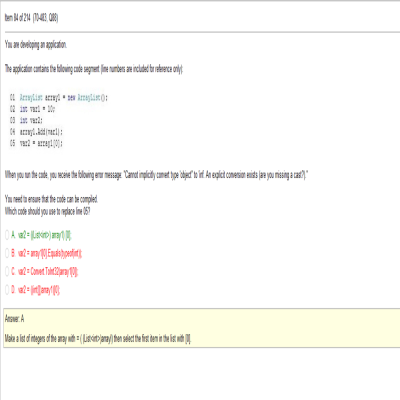 Item 84 of 214 (70-483, Q88)
You are developing an application.
The application contains the following code segment (line numbers are included for reference only):
01 ArrayList array1 = new ArrayList();
02 int var1 = 10;
03 int var2;
04 array1.Add(var1);
05 var2 = array1[0];
When you run the code, you receive the following error message: "Cannot implicitly convert type 'object'' to 'int'. An explicit conversion exists (are you missing a cast?)."
You need to ensure that the code can be compiled.
Which code should you use to replace line 05?
A. var2 = ((List<int>) array1) [0];
B. var2 = array1[0].Equals(typeof(int));
C. var2 = Convert.ToInt32(array1[0]);
D. var2 = ((int[])array1)[0];
Answer: A
Make a list of integers of the array with = ( (List<int>)array1) then select the first item in the list with [0].